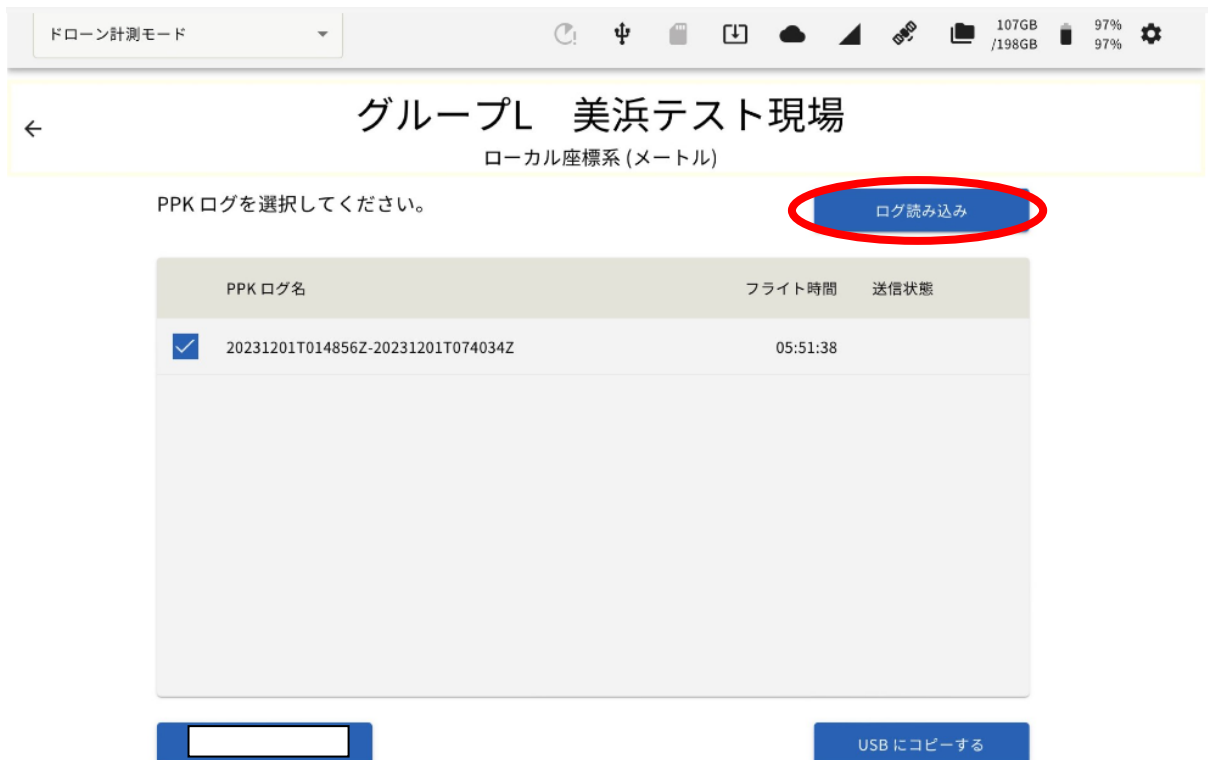 ドローン計測モード
107GB
/198GB
97%
97%
グループL　美浜テスト現場
ローカル座標系 (メートル)
PPK ログを選択してください。
ログ読み込み
PPK ログ名 フライト時間 送信状態
20231201T014856Z-20231201T074034Z 05:51:38
USB にコピーする